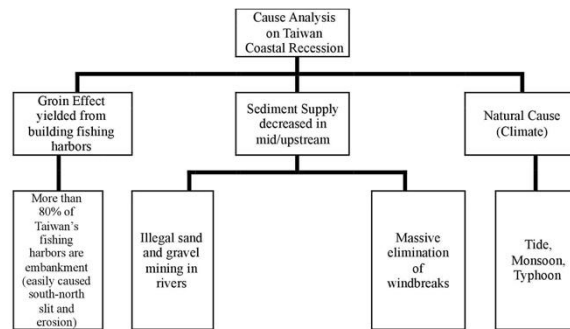 Cause Analysis
on Taiwan
Coastal Recession
Groin Effect
yielded from
building fishing
harbors
Sediment Supply
decreased in
mid/upstream
Natural Cause
(Climate)
More than
80% of
Taiwan's
fishing
harbors are
embankment
(easily caused
south-north
slit and
erosion)
Illegal sand
and gravel
mining in
rivers
Massive
elimination
of
windbreaks
Tide,
Monsoon,
Typhoon